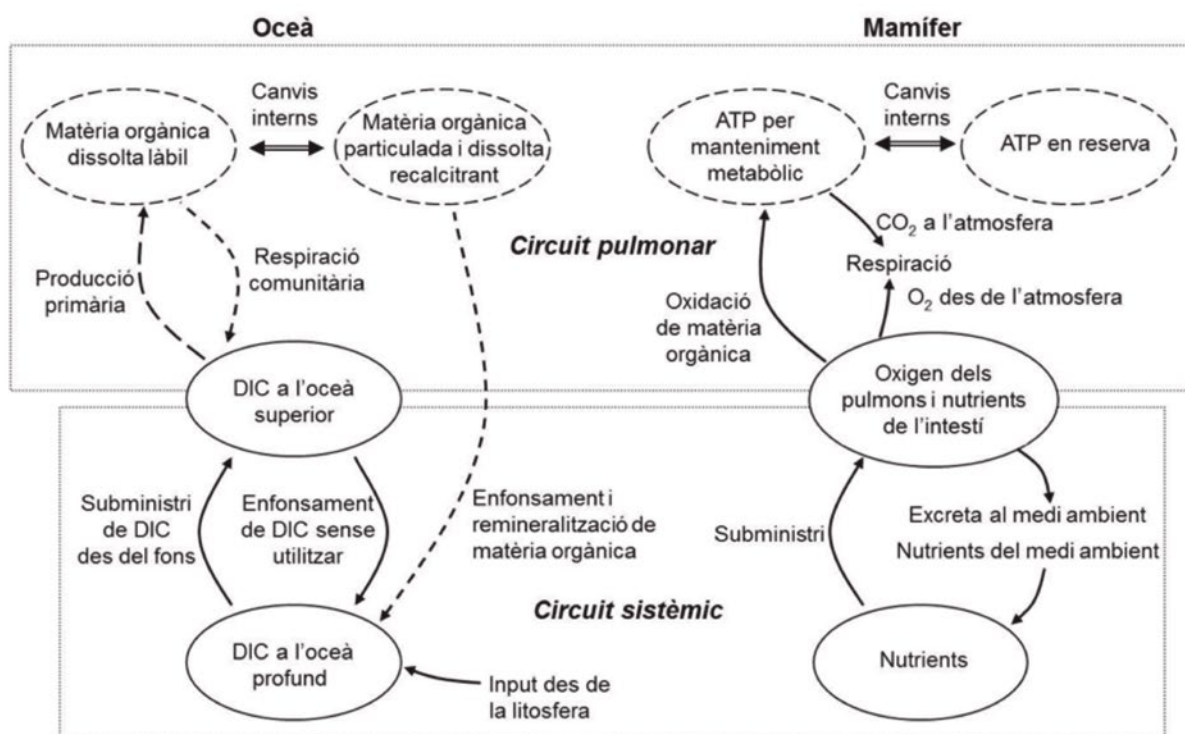 Oceà
Mamífer
Matèria orgànica
dissolta làbil
Canvis
interns
Matèria orgànica
particulada i dissolta
recalcitrant
ATP per
manteniment
metabòlic
Canvis
interns
ATP en reserva
Producció
primària
Respiració
comunitària
Circuit pulmonar
CO₂ a l'atmosfera
Respiració
O₂ des de l'atmosfera
Oxidació
de matèria
orgànica
DIC a l'oceà
superior
Oxigen dels
pulmons i nutrients
de l'intestí
Subministri
de DIC
des del fons
Enfonsament
de DIC sense
utilitzar
Enfonsament i
remineralització de
matèria orgànica
Subministri
Excreta al medi ambient
Nutrients del medi ambient
Circuit sistèmic
DIC a l'oceà
profund
Input des de
la litosfera
Nutrients